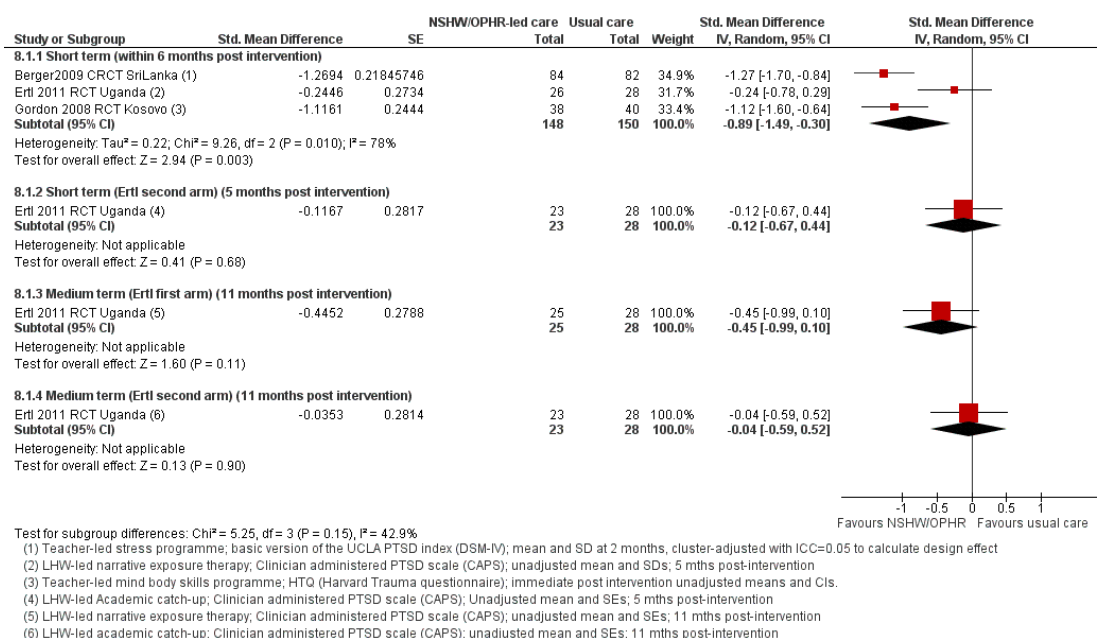 NSHW/OPHR-led care Usual care Std. Mean Difference Std. Mean Difference
Study or Subgroup Std. Mean Difference SE Total Total Weight IV, Random, 95% CI IV, Random, 95% CI
8.1.1 Short term (within 6 months post intervention)
Berger2009 CRCT SriLanka (1) -1.2694 0.21845746 84 82 34.9% -1.27 [-1.70, -0.84]
Ertl 2011 RCT Uganda (2) -0.2446 0.2734 26 28 31.7% -0.24 [-0.78, 0.29]
Gordon 2008 RCT Kosovo (3) -1.1161 0.2444 38 40 33.4% -1.12 [-1.60, -0.64]
Subtotal (95% CI) 148 150 100.0% -0.89 [-1.49, -0.30]
Heterogeneity: Tau² = 0.22; Chi² = 9.26, df = 2 (P = 0.010); I² = 78%
Test for overall effect: Z = 2.94 (P = 0.003)
8.1.2 Short term (Ertl second arm) (5 months post intervention)
Ertl 2011 RCT Uganda (4) -0.1167 0.2817 23 28 100.0% -0.12 [-0.67, 0.44]
Subtotal (95% CI) 23 28 100.0% -0.12 [-0.67, 0.44]
Heterogeneity: Not applicable
Test for overall effect: Z = 0.41 (P = 0.68)
8.1.3 Medium term (Ertl first arm) (11 months post intervention)
Ertl 2011 RCT Uganda (5) -0.4452 0.2788 25 28 100.0% -0.45 [-0.99, 0.10]
Subtotal (95% CI) 25 28 100.0% -0.45 [-0.99, 0.10]
Heterogeneity: Not applicable
Test for overall effect: Z = 1.60 (P = 0.11)
8.1.4 Medium term (Ertl second arm) (11 months post intervention)
Ertl 2011 RCT Uganda (6) -0.0353 0.2814 23 28 100.0% -0.04 [-0.59, 0.52]
Subtotal (95% CI) 23 28 100.0% -0.04 [-0.59, 0.52]
Heterogeneity: Not applicable
Test for overall effect: Z = 0.13 (P = 0.90)
-1 -0.5 0 0.5 1
Favours NSHW/OPHR Favours usual care
Test for subgroup differences: Chi² = 5.25, df = 3 (P = 0.15), I² = 42.9%
(1) Teacher-led stress programme; basic version of the UCLA PTSD index (DSM-IV); mean and SD at 2 months, cluster-adjusted with ICC=0.05 to calculate design effect
(2) LHW-led narrative exposure therapy; Clinician administered PTSD scale (CAPS); unadjusted mean and SDs; 5 mths post-intervention
(3) Teacher-led mind body skills programme; HTQ (Harvard Trauma questionnaire); immediate post intervention unadjusted means and CIs.
(4) LHW-led Academic catch-up; Clinician administered PTSD scale (CAPS); Unadjusted mean and SEs; 5 mths post-intervention
(5) LHW-led narrative exposure therapy; Clinician administered PTSD scale (CAPS); unadjusted mean and SEs; 11 mths post-intervention
(6) LHW-led academic catch-up; Clinician administered PTSD scale (CAPS); unadjusted mean and SEs; 11 mths post-intervention